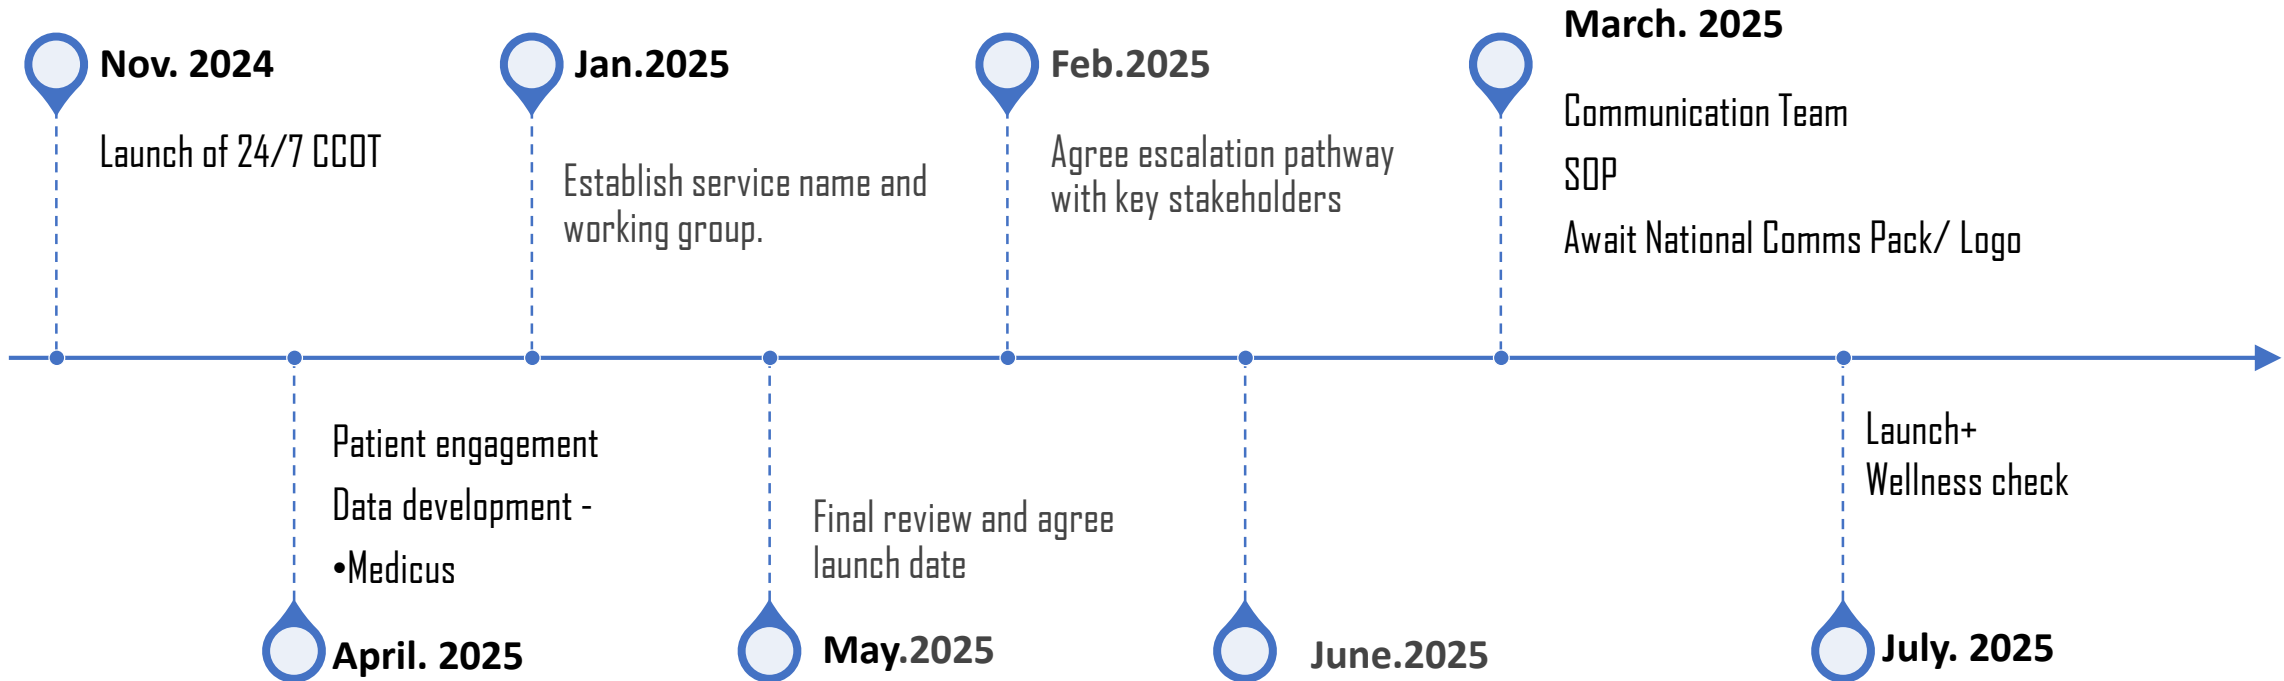 Nov. 2024
Launch of 24/7 CCOT
Jan.2025
Establish service name and
working group.
Feb.2025
Agree escalation pathway
with key stakeholders
March. 2025
Communication Team
SOP
Await National Comms Pack/ Logo
Patient engagement
Data development -
•Medicus
April. 2025
Final review and agree
launch date
May.2025
June.2025
Launch+
Wellness check
July. 2025